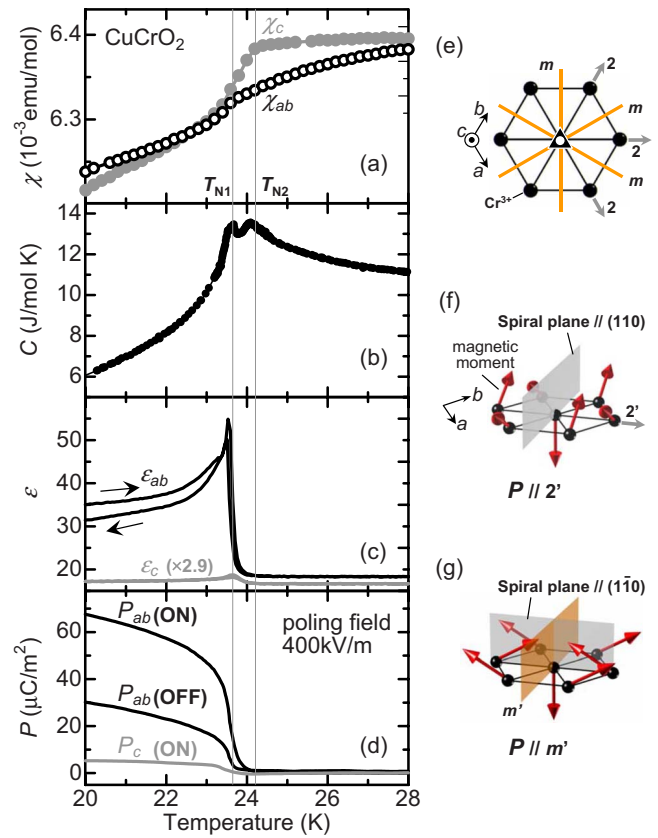 CuCrO2
χc
χab
6.4
6.3
χ (10-3emu/mol)
(a)
TN1
TN2
14
13
12
10
8
6
C (J/mol K)
(b)
50
40
30
20
ε
εab
εc (×2.9)
(c)
60
40
20
0
P (μC/m2)
Pab(ON)
Pab(OFF)
Pc (ON)
poling field
400kV/m
(d)
20 22 24 26 28
Temperature (K)
(e)
m
2
m
m
2
m
2
b
c
a
Cr3+
(f)
Spiral plane // (110)
magnetic
moment
b
a
2’
P // 2’
(g)
Spiral plane // (11̄0)
m’
P // m’